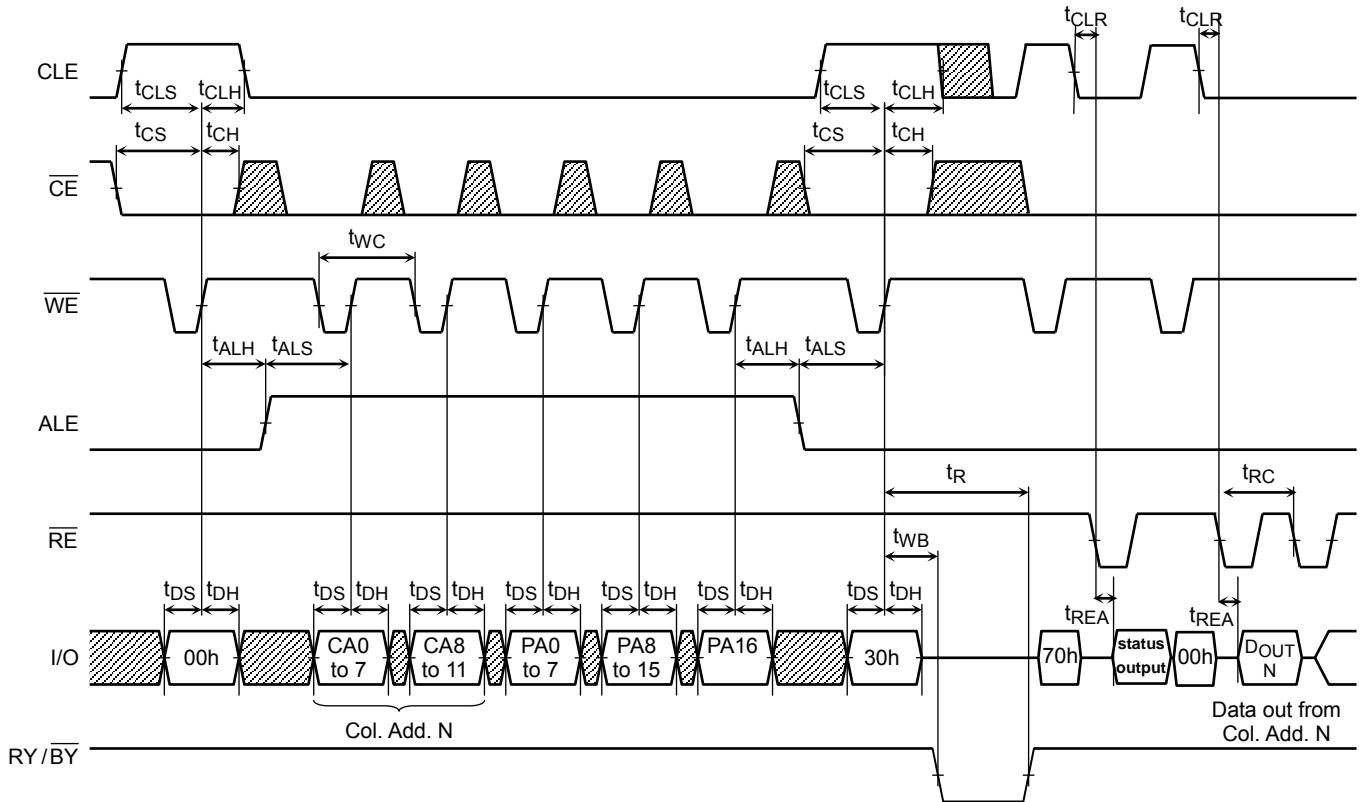 tCLR tCLR
CLE
tCLS tCLH tCLS tCLH
tCS tCH tCS tCH
CE
tWC
WE
tALH tALS tALH tALS
ALE
tR tRC
RE
tWB
tDS tDH tDS tDH tDS tDH tDS tDH tDS tDH tDS tDH tDS tDH
tREA tREA
I/O 00h CA0 to 7 CA8 to 11 PA0 to 7 PA8 to 15 PA16 30h 70h status output 00h DOUT N
Col. Add. N
Data out from
Col. Add. N
RY/BY